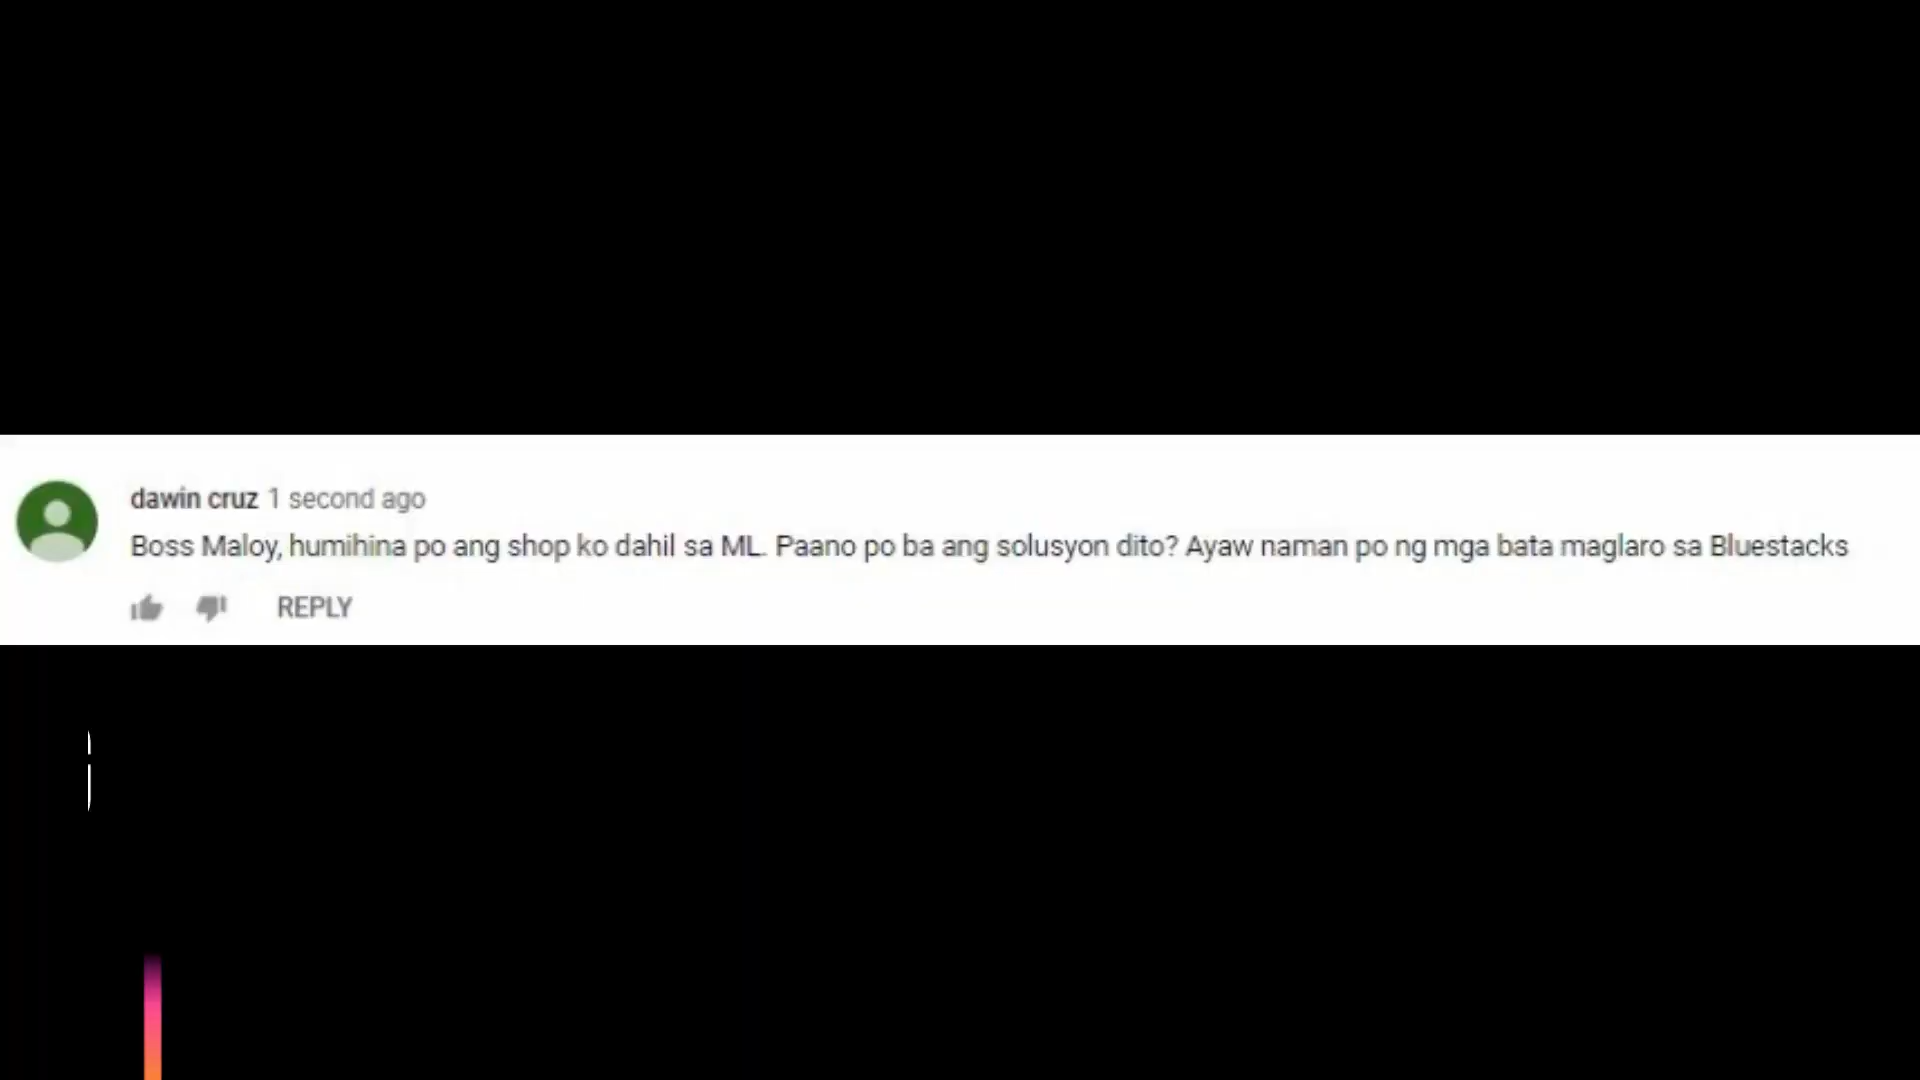 dawin cruz 1 second ago
Boss Maloy, humihina po ang shop ko dahil sa ML. Paano po ba ang solusyon dito? Ayaw naman po ng mga bata maglaro sa Bluestacks
REPLY